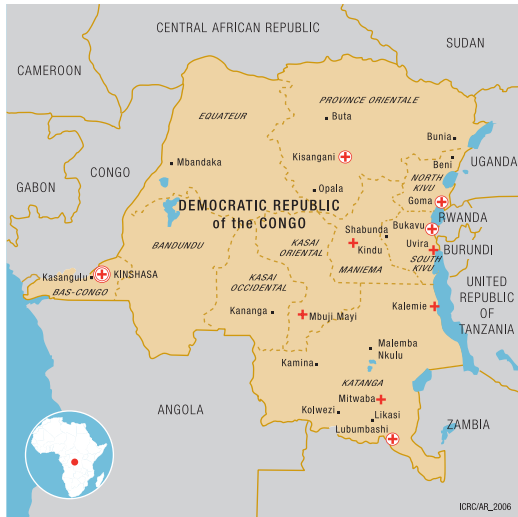 CENTRAL AFRICAN REPUBLIC
SUDAN
CAMEROON
PROVINCE ORIENTALE
EQUATEUR
Buta
Bunia
Kisangani
Mbandaka
Beni
UGANDA
CONGO
NORTH
KIVU
GABON
Opala
Goma
DEMOCRATIC REPUBLIC
of the CONGO
RWANDA
Bukavu
Shabunda
BANDUNDU
KASAI
ORIENTAL
Kindu
Uvira
BURUNDI
SOUTH
KIVU
MANIEMA
Kasangulu
KINSHASA
BAS-CONGO
KASAI
OCCIDENTAL
UNITED
REPUBLIC
OF
TANZANIA
Kananga
Mbuji Mayi
Kalemie
Malemba
Nkulu
Kamina
KATANGA
Mitwaba
ANGOLA
Kolwezi
Likasi
Lubumbashi
ZAMBIA
ICRC/AR_2006